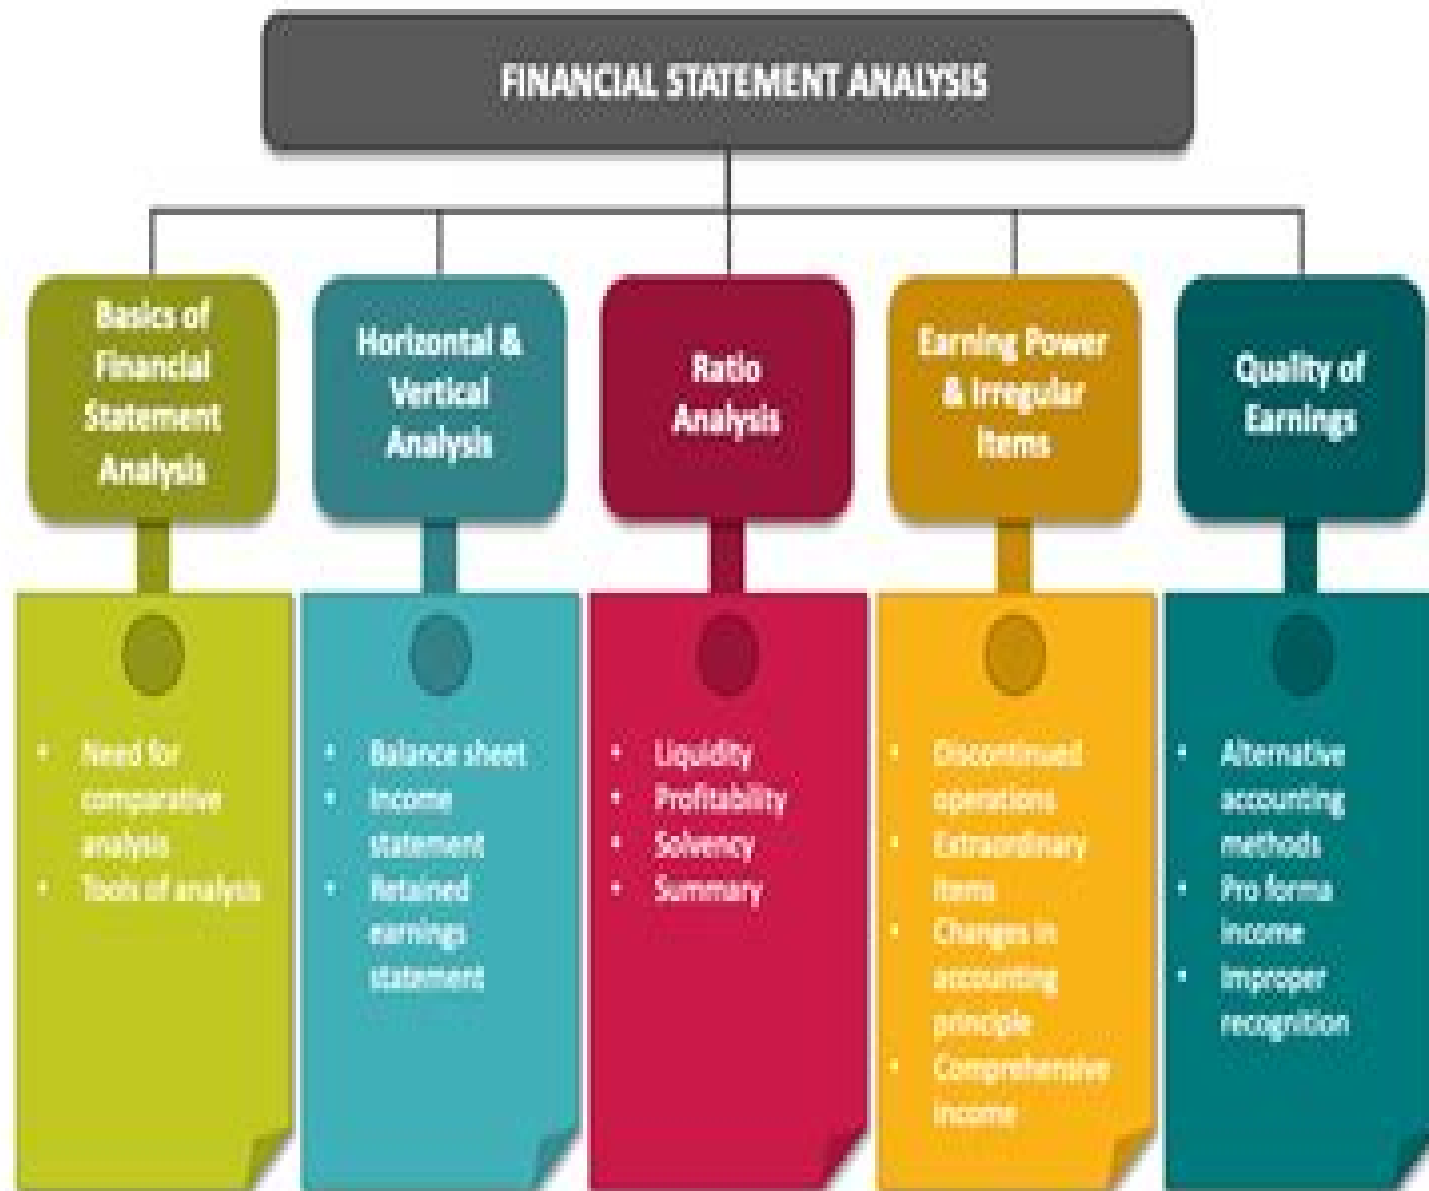 FINANCIAL STATEMENT ANALYSIS
Basics of
Financial
Statement
Analysis
Horizontal &
Vertical
Analysis
Ratio
Analysis
Earning Power
& Irregular
Items
Quality of
Earnings
• Need for
comparative
analysis
• Tools of analysis
• Balance sheet
• Income
statement
• Retained
earnings
statement
• Liquidity
• Profitability
• Solvency
• Summary
• Discontinued
operations
• Extraordinary
items
• Changes in
accounting
principle
• Comprehensive
income
• Alternative
accounting
methods
• Pro forma
income
• Improper
recognition